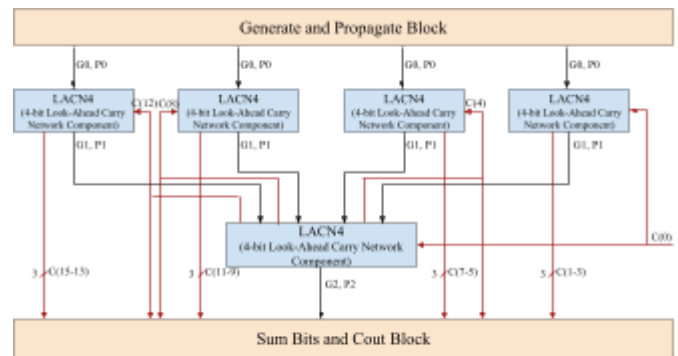 Generate and Propagate Block
G0, P0
G0, P0
G0, P0
G0, P0
LACN4
(4-bit Look-Ahead Carry
Network Component)
C(12)
C(8)
LACN4
(4-bit Look-Ahead Carry
Network Component)
LACN4
(4-bit Look-Ahead Carry
Network Component)
C(4)
LACN4
(4-bit Look-Ahead Carry
Network Component)
G1, P1
G1, P1
G1, P1
G1, P1
LACN4
(4-bit Look-Ahead Carry Network
Component)
C(0)
3
C(15-13)
3
C(11-9)
3
C(7-5)
3
C(1-3)
G2, P2
Sum Bits and Cout Block